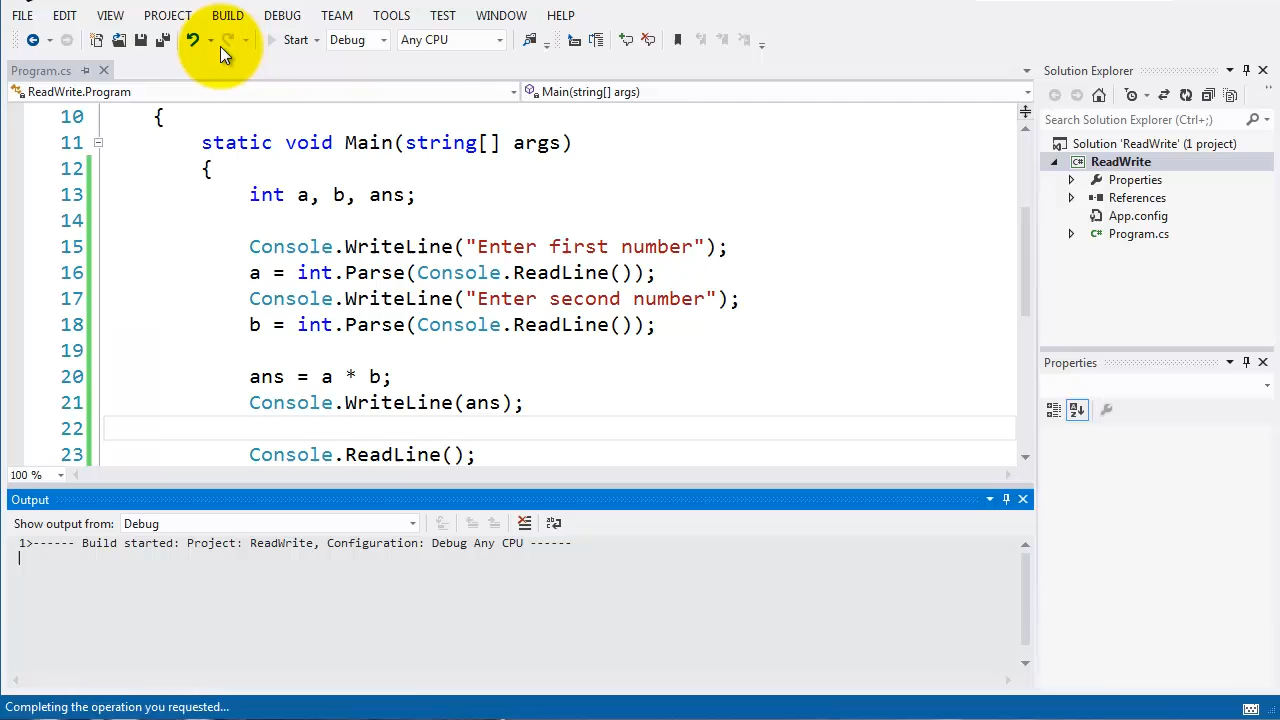 FILE EDIT VIEW PROJECT BUILD DEBUG TEAM TOOLS TEST WINDOW HELP
Start Debug Any CPU
Program.cs
ReadWrite.Program Main(string[] args)
10 {
11 static void Main(string[] args)
12 {
13 int a, b, ans;
14
15 Console.WriteLine("Enter first number");
16 a = int.Parse(Console.ReadLine());
17 Console.WriteLine("Enter second number");
18 b = int.Parse(Console.ReadLine());
19
20 ans = a * b;
21 Console.WriteLine(ans);
22
23 Console.ReadLine();
100 %
Output
Show output from: Debug
1>------ Build started: Project: ReadWrite, Configuration: Debug Any CPU ------
Completing the operation you requested...
Solution Explorer
Search Solution Explorer (Ctrl+;)
Solution 'ReadWrite' (1 project)
C# ReadWrite
Properties
References
App.config
C# Program.cs
Properties